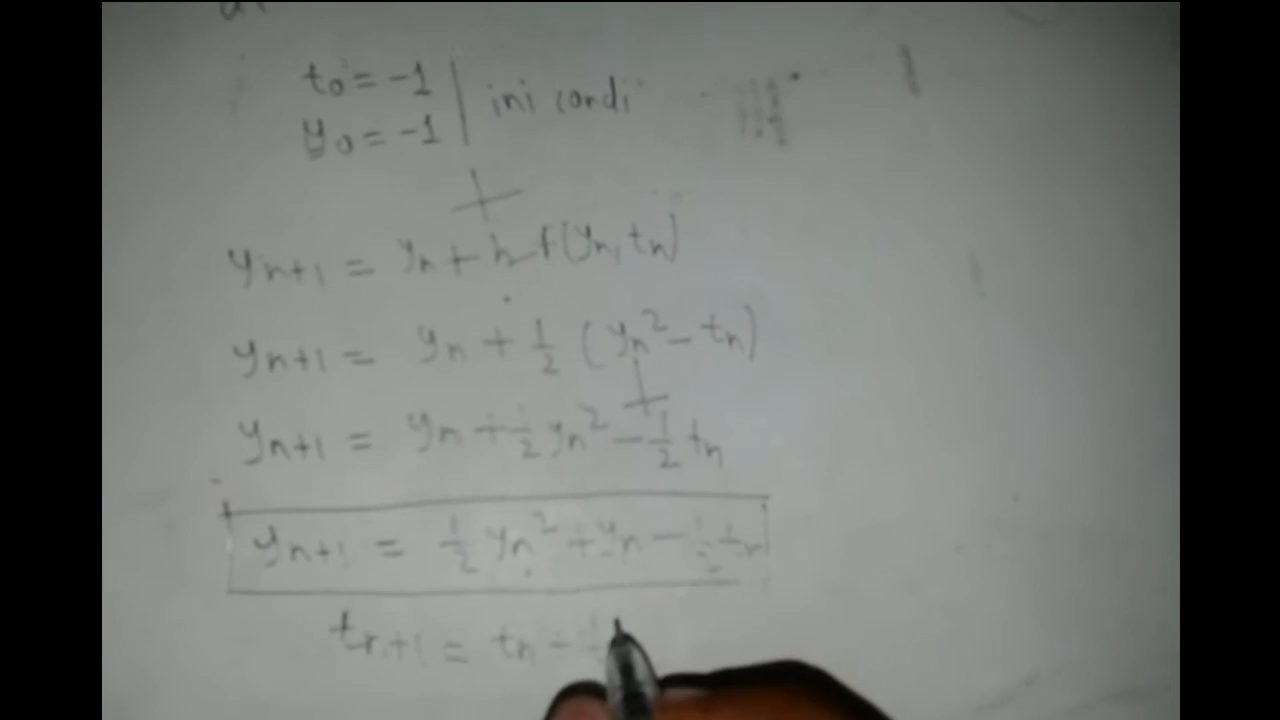 t₀ = -1
y₀ = -1 | ini condi
yₙ₊₁ = yₙ + h f(yₙ, tₙ)
yₙ₊₁ = yₙ + 1/2 (yₙ² - tₙ)
yₙ₊₁ = yₙ + 1/2 yₙ² - 1/2 tₙ
yₙ₊₁ = 1/2 yₙ² + yₙ - 1/2 tₙ
tₙ₊₁ = tₙ